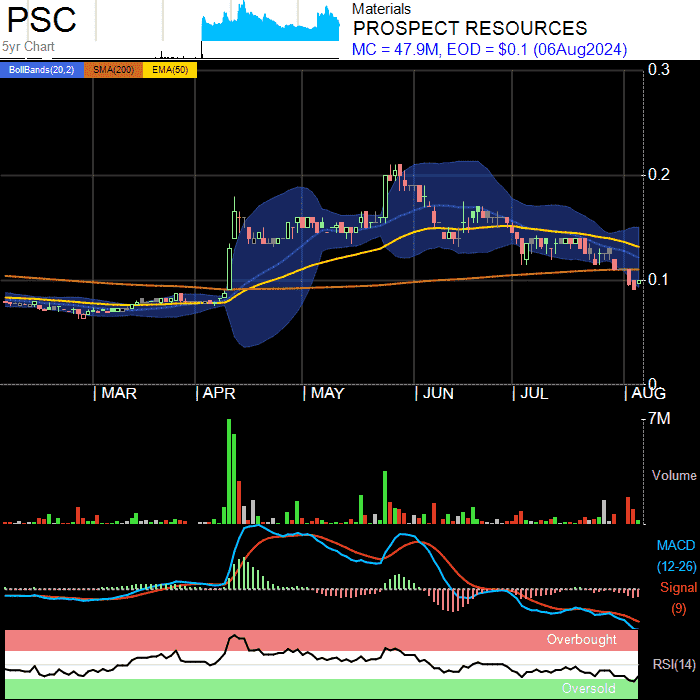 PSC
5yr Chart
Materials
PROSPECT RESOURCES
MC = 47.9M, EOD = $0.1 (06Aug2024)
BollBands(20,2) SMA(200) EMA(50)
0.3
0.2
0.1
0
| MAR | APR | MAY | JUN | JUL | AUG
7M
Volume
MACD
(12-26)
Signal
(9)
Overbought
RSI(14)
Oversold